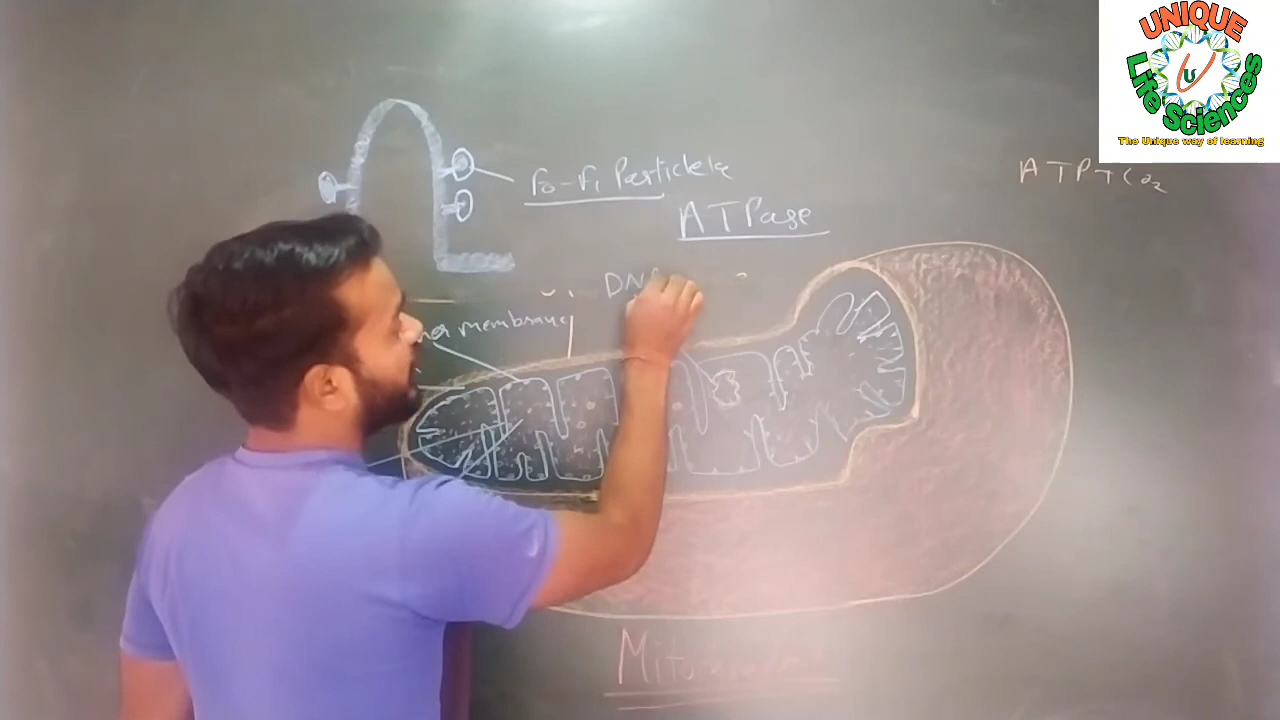 UNIQUE
Life Sciences
The Unique way of learning
ATP + CO2
F0-F1 Particle
ATPase
DNA
membrane